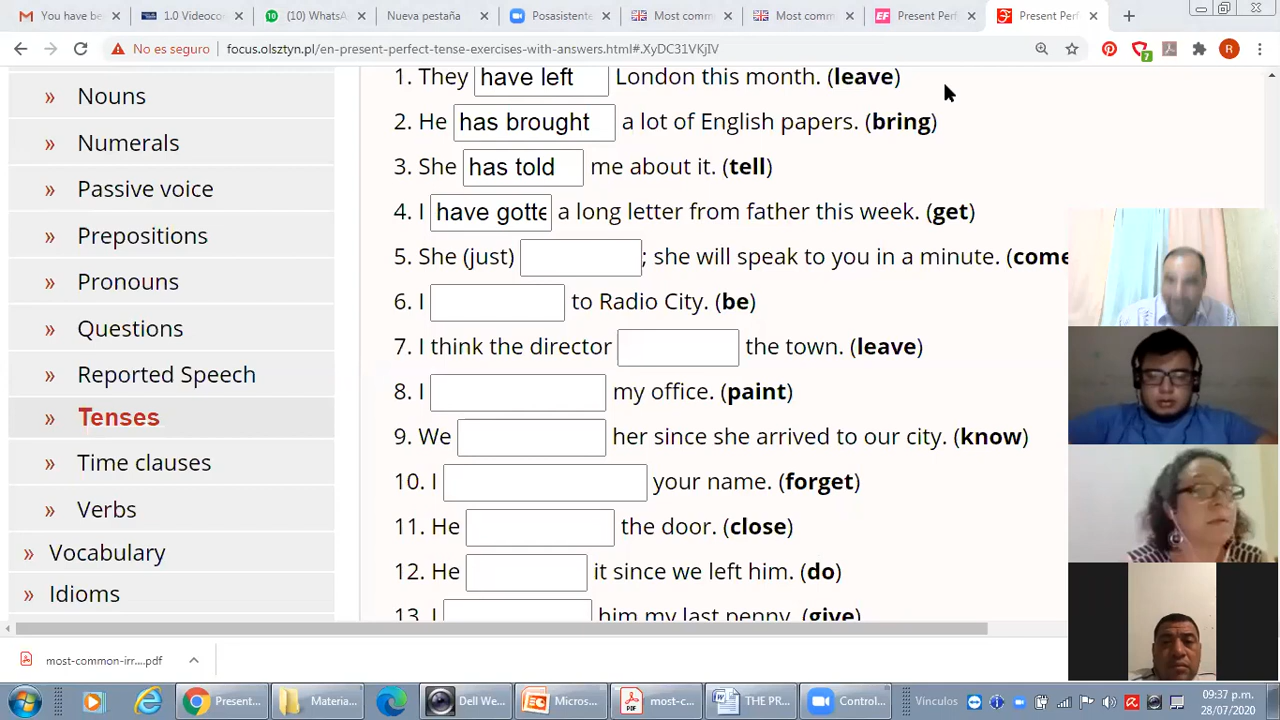 You have be
1.0 Videocor
(11) WhatsA
Nueva pestaña
Posasistente
Most comm
Most comm
Present Perf
Present Perf
No es seguro
focus.olsztyn.pl/en-present-perfect-tense-exercises-with-answers.html#.XyDC31VKjIV
Nouns
Numerals
Passive voice
Prepositions
Pronouns
Questions
Reported Speech
Tenses
Time clauses
Verbs
Vocabulary
Idioms
1. They have left London this month. (leave)
2. He has brought a lot of English papers. (bring)
3. She has told me about it. (tell)
4. I have gotte a long letter from father this week. (get)
5. She (just) ; she will speak to you in a minute. (come
6. I to Radio City. (be)
7. I think the director the town. (leave)
8. I my office. (paint)
9. We her since she arrived to our city. (know)
10. I your name. (forget)
11. He the door. (close)
12. He it since we left him. (do)
13. I him my last penny. (give)
most-common-irr....pdf
Present...
Materia...
Dell We...
Micros...
most-c...
THE PR...
Control...
Vínculos
09:37 p.m.
28/07/2020